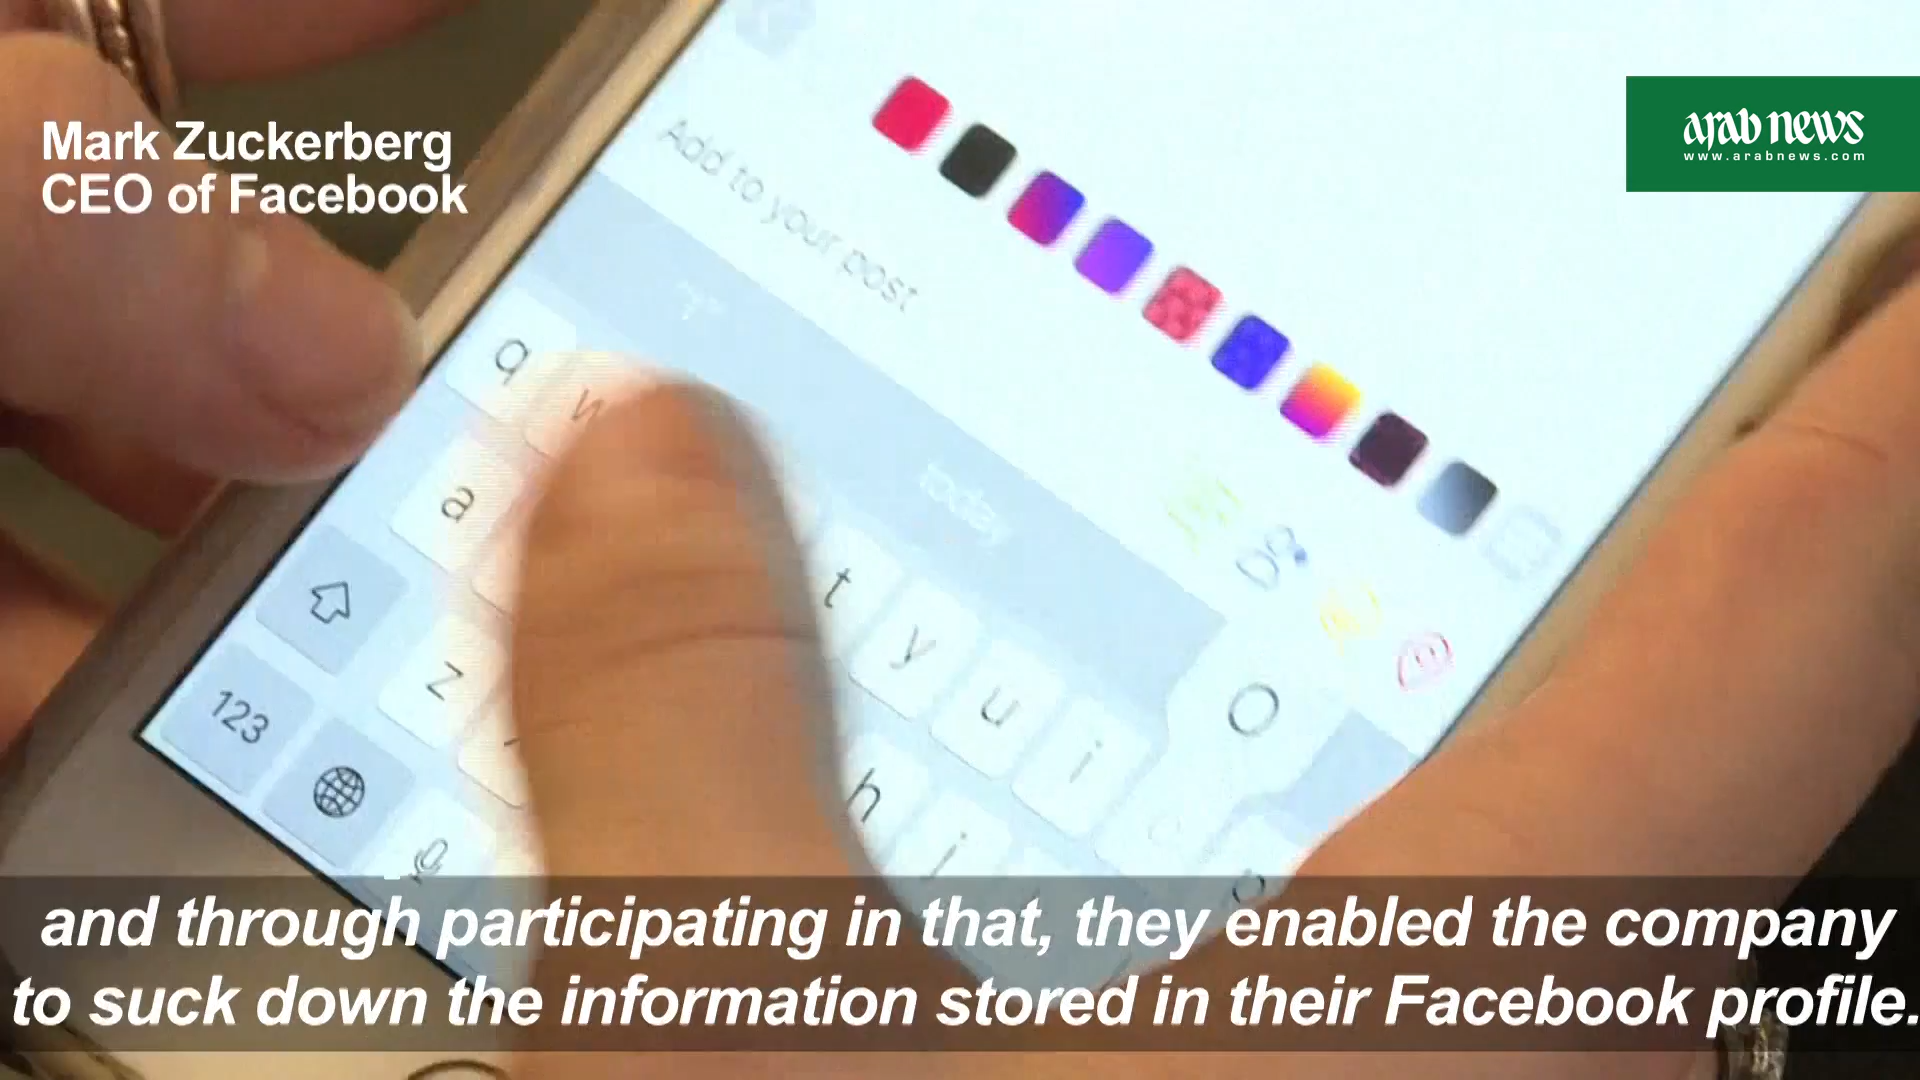 Mark Zuckerberg
CEO of Facebook
arab news
www.arabnews.com
Add to your post
"q"
today
q
w
t
y
u
i
O
a
h
j
z
123
and through participating in that, they enabled the company
to suck down the information stored in their Facebook profile.